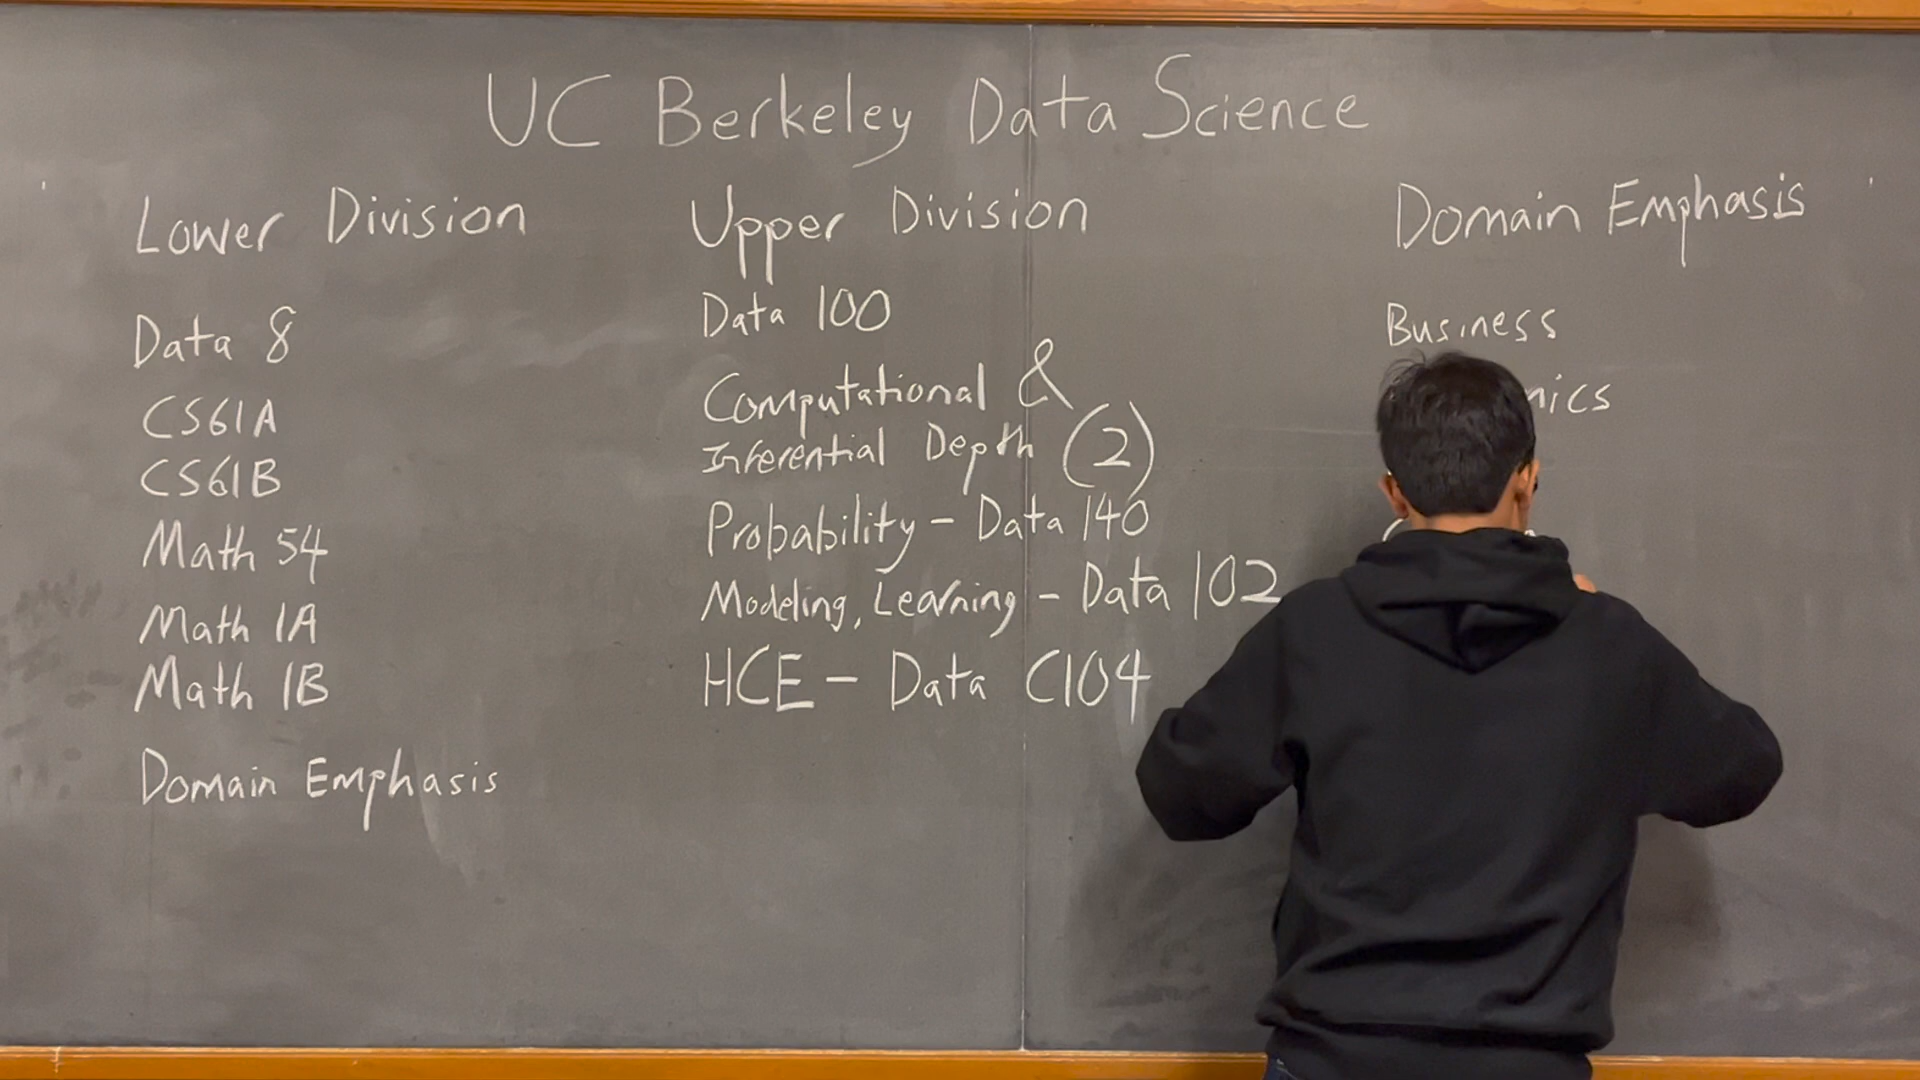 UC Berkeley Data Science
Lower Division
Data 8
CS61A
CS61B
Math 54
Math 1A
Math 1B
Domain Emphasis
Upper Division
Data 100
Computational &
Inferential Depth (2)
Probability - Data 140
Modeling, Learning - Data 102
HCE - Data C104
Domain Emphasis
Business